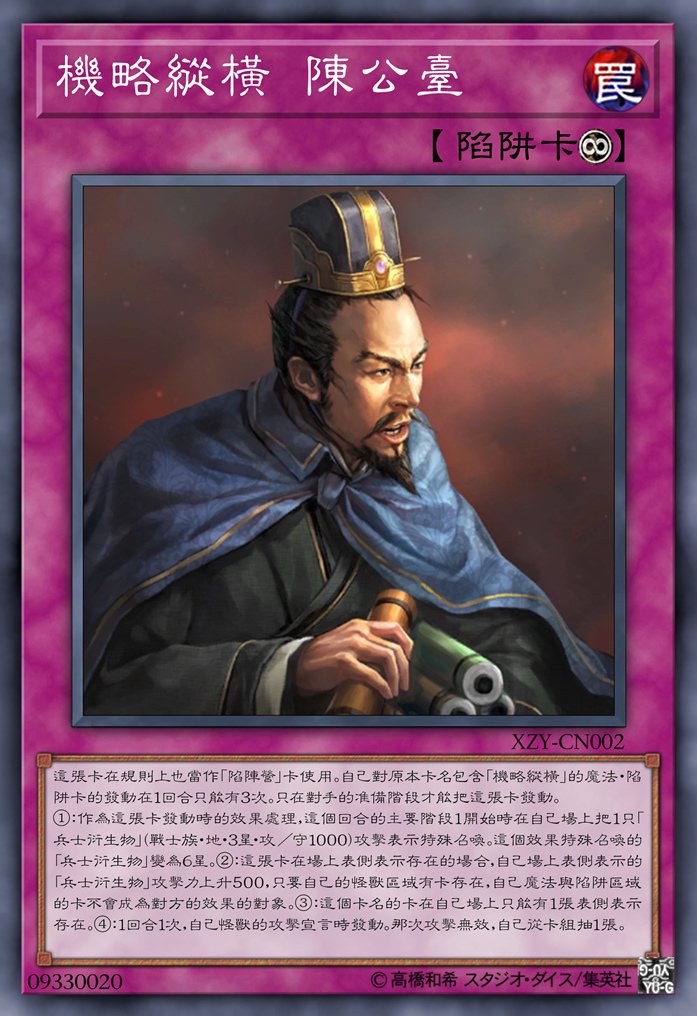 機略縱橫 陳公臺
罠
【陷阱卡∞】
XZY-CN002
這張卡在規則上也當作「陷陣營」卡使用。自己對原本卡名包含「機略縱橫」的魔法·陷
阱卡的發動在1回合只能有3次。只在對手的准備階段才能把這張卡發動。
①:作為這張卡發動時的效果處理,這個回合的主要階段1開始時在自己場上把1只「
兵士衍生物」(戰士族·地·3星·攻／守1000)攻擊表示特殊召喚。這個效果特殊召喚的
「兵士衍生物」變為6星。②:這張卡在場上表側表示存在的場合,自己場上表側表示的
「兵士衍生物」攻擊力上升500,只要自己的怪獸區域有卡存在,自己魔法與陷阱區域
的卡不會成為對方的效果的對象。③:這個卡名的卡在自己場上只能有1張表側表示
存在。④:1回合1次,自己怪獸的攻擊宣言時發動。那次攻擊無效,自己從卡組抽1張。
09330020
©高橋和希 スタジオ·ダイス/集英社
YU-G